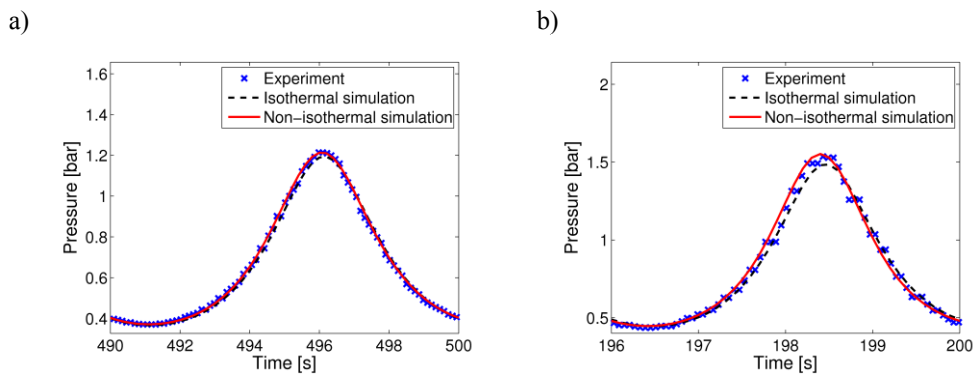 a)
b)
Experiment
Isothermal simulation
Non-isothermal simulation
Pressure [bar]
1.6
1.4
1.2
1
0.8
0.6
0.4
490 492 494 496 498 500
Time [s]
Experiment
Isothermal simulation
Non-isothermal simulation
Pressure [bar]
2
1.5
1
0.5
196 197 198 199 200
Time [s]